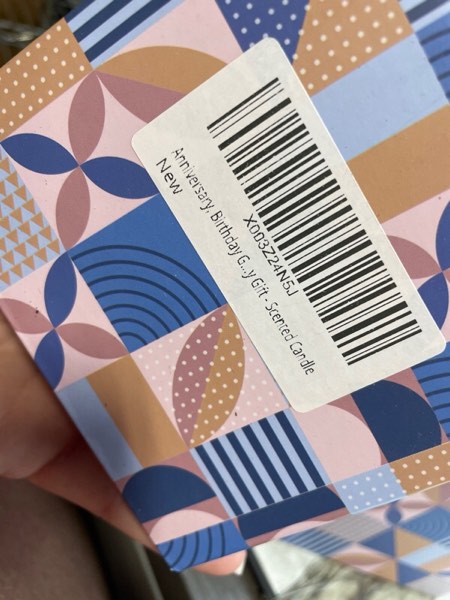 X003Z24N5J
Anniversary, Birthday G...y Gift - Scented Candle
New